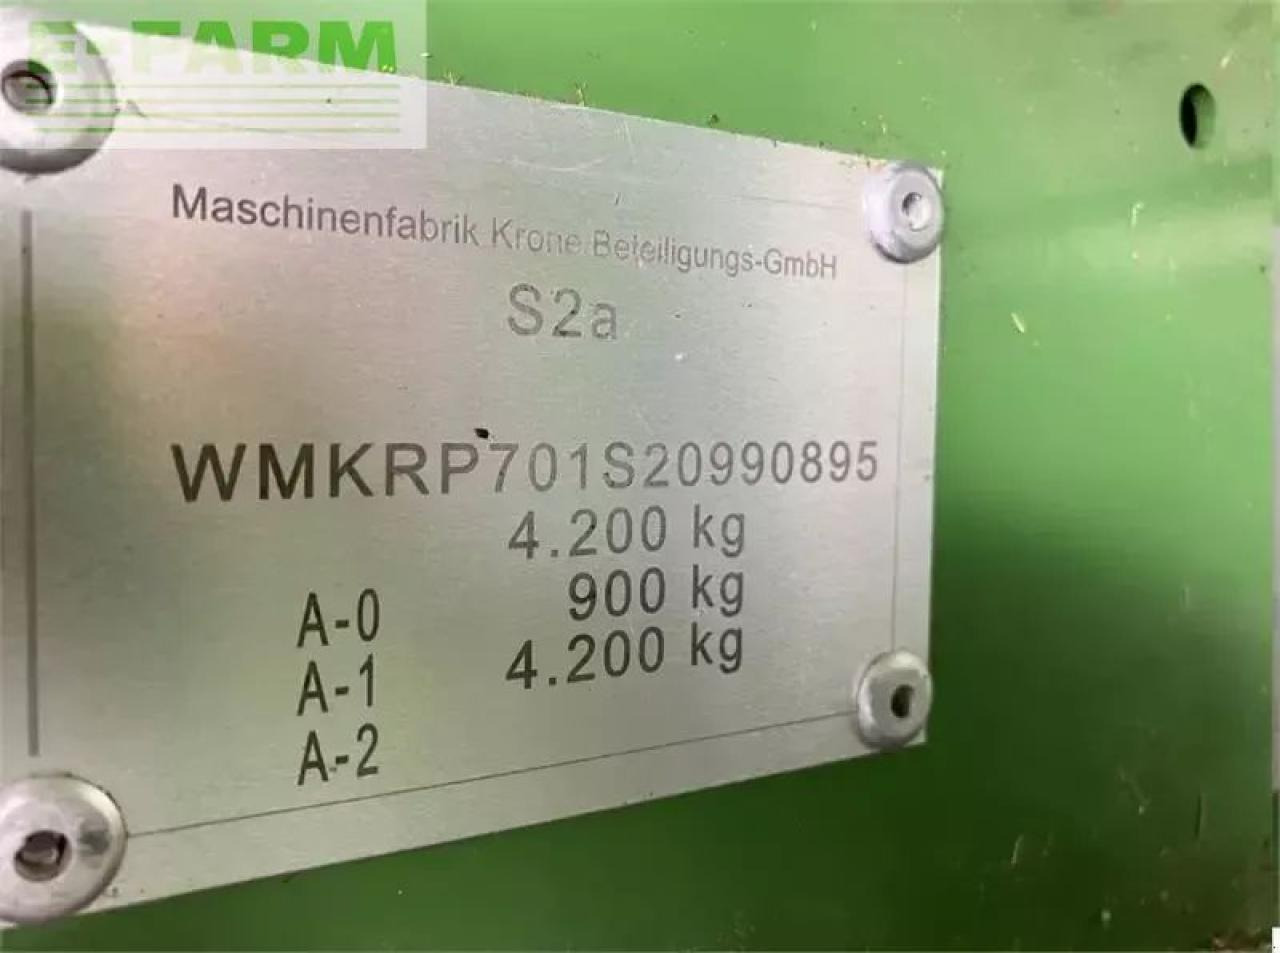 E-FARM
Maschinenfabrik Krone Beteiligungs-GmbH
S2a
WMKRP701S20990895
4.200 kg
A-0 900 kg
A-1 4.200 kg
A-2